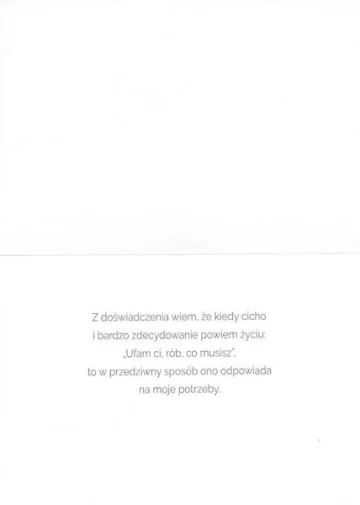 Z doświadczenia wiem, że kiedy cicho
i bardzo zdecydowanie powiem życiu:
„Ufam ci, rób, co musisz”,
to w przedziwny sposób ono odpowiada
na moje potrzeby.